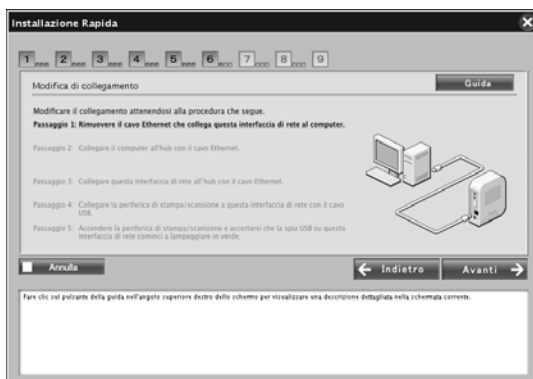 Installazione Rapida
1 2 3 4 5 6 7 8 9
Modifica di collegamento
Guida
Modificare il collegamento attenendosi alla procedura che segue.
Passaggio 1: Rimuovere il cavo Ethernet che collega questa interfaccia di rete al computer.
Passaggio 2: Collegare il computer all'hub con il cavo Ethernet.
Passaggio 3: Collegare questa interfaccia di rete all'hub con il cavo Ethernet.
Passaggio 4: Collegare la periferica di stampa/scansione a questa interfaccia di rete con il cavo
USB.
Passaggio 5: Accendere la periferica di stampa/scansione e accertarsi che la spia USB su questa
interfaccia di rete cominci a lampeggiare in verde.
Annulla
Indietro
Avanti
Fare clic sul pulsante della guida nell'angolo superiore destro dello schermo per visualizzare una descrizione dettagliata nella schermata corrente.